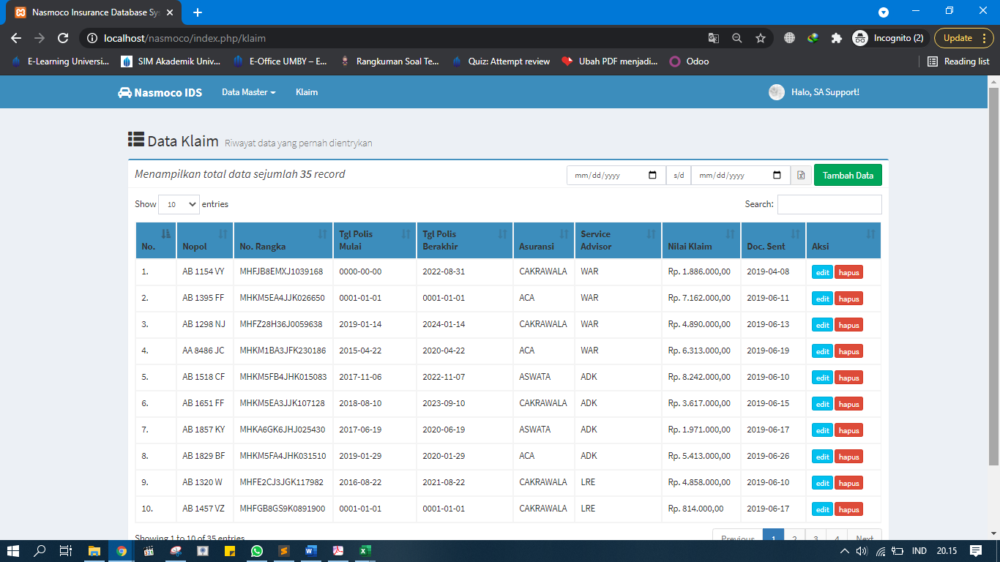 Nasmoco Insurance Database Sys
localhost/nasmoco/index.php/klaim
Incognito (2)
Update
E-Learning Universi...
SIM Akademik Univ...
E-Office UMBY – E...
Rangkuman Soal Te...
Quiz: Attempt review
Ubah PDF menjadi...
Odoo
Reading list
Nasmoco IDS Data Master Klaim Halo, SA Support!
Data Klaim Riwayat data yang pernah dientrykan
Menampilkan total data sejumlah 35 record mm/dd/yyyy s/d mm/dd/yyyy Tambah Data
Show 10 entries Search:
No. Nopol No. Rangka Tgl Polis Mulai Tgl Polis Berakhir Asuransi Service Advisor Nilai Klaim Doc. Sent Aksi
1. AB 1154 VY MHFJB8EMXJ1039168 0000-00-00 2022-08-31 CAKRAWALA WAR Rp. 1.886.000,00 2019-04-08 edit hapus
2. AB 1395 FF MHKM5EA4JJK026650 0001-01-01 0001-01-01 ACA WAR Rp. 7.162.000,00 2019-06-11 edit hapus
3. AB 1298 NJ MHFZ28H36J0059638 2019-01-14 2024-01-14 CAKRAWALA WAR Rp. 4.890.000,00 2019-06-13 edit hapus
4. AA 8486 JC MHKM1BA3JFK230186 2015-04-22 2020-04-22 ACA WAR Rp. 6.313.000,00 2019-06-19 edit hapus
5. AB 1518 CF MHKM5FB4JHK015083 2017-11-06 2022-11-07 ASWATA ADK Rp. 8.242.000,00 2019-06-10 edit hapus
6. AB 1651 FF MHKM5EA3JJK107128 2018-08-10 2023-09-10 CAKRAWALA ADK Rp. 3.617.000,00 2019-06-15 edit hapus
7. AB 1857 KY MHKA6GK6JHJ025430 2017-06-19 2020-06-19 ASWATA ADK Rp. 1.971.000,00 2019-06-17 edit hapus
8. AB 1829 BF MHKM5FA4JHK031510 2019-01-29 2020-01-29 ACA ADK Rp. 5.413.000,00 2019-06-26 edit hapus
9. AB 1320 W MHFE2CJ3JGK117982 2016-08-22 2021-08-22 CAKRAWALA LRE Rp. 4.858.000,00 2019-06-10 edit hapus
10. AB 1457 VZ MHFGB8GS9K0891900 0001-01-01 0001-01-01 CAKRAWALA LRE Rp. 814.000,00 2019-06-17 edit hapus
Showing 1 to 10 of 35 entries Previous 1 2 3 4 Next
IND 20.15